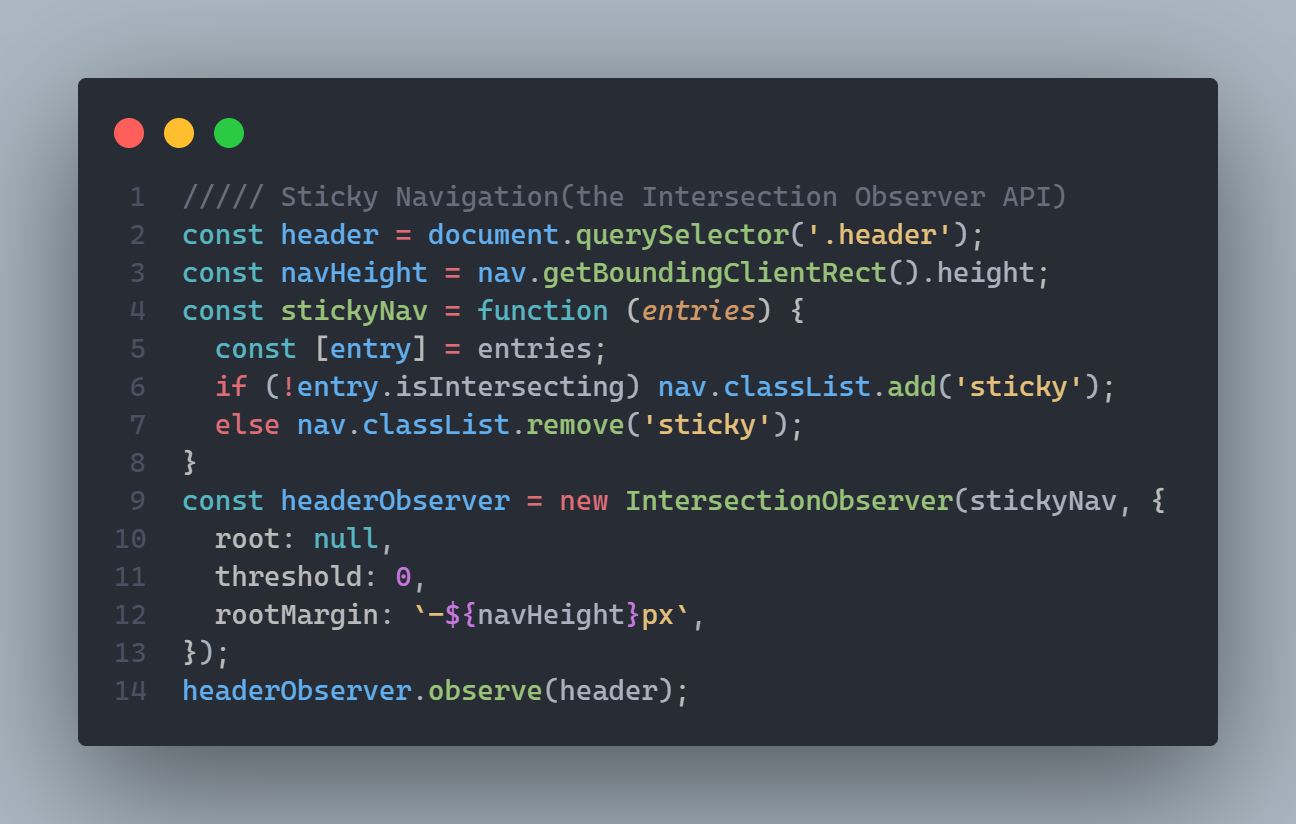 1 ///// Sticky Navigation(the Intersection Observer API)
2 const header = document.querySelector('.header');
3 const navHeight = nav.getBoundingClientRect().height;
4 const stickyNav = function (entries) {
5   const [entry] = entries;
6   if (!entry.isIntersecting) nav.classList.add('sticky');
7   else nav.classList.remove('sticky');
8 }
9 const headerObserver = new IntersectionObserver(stickyNav, {
10   root: null,
11   threshold: 0,
12   rootMargin: `-${navHeight}px`,
13 });
14 headerObserver.observe(header);